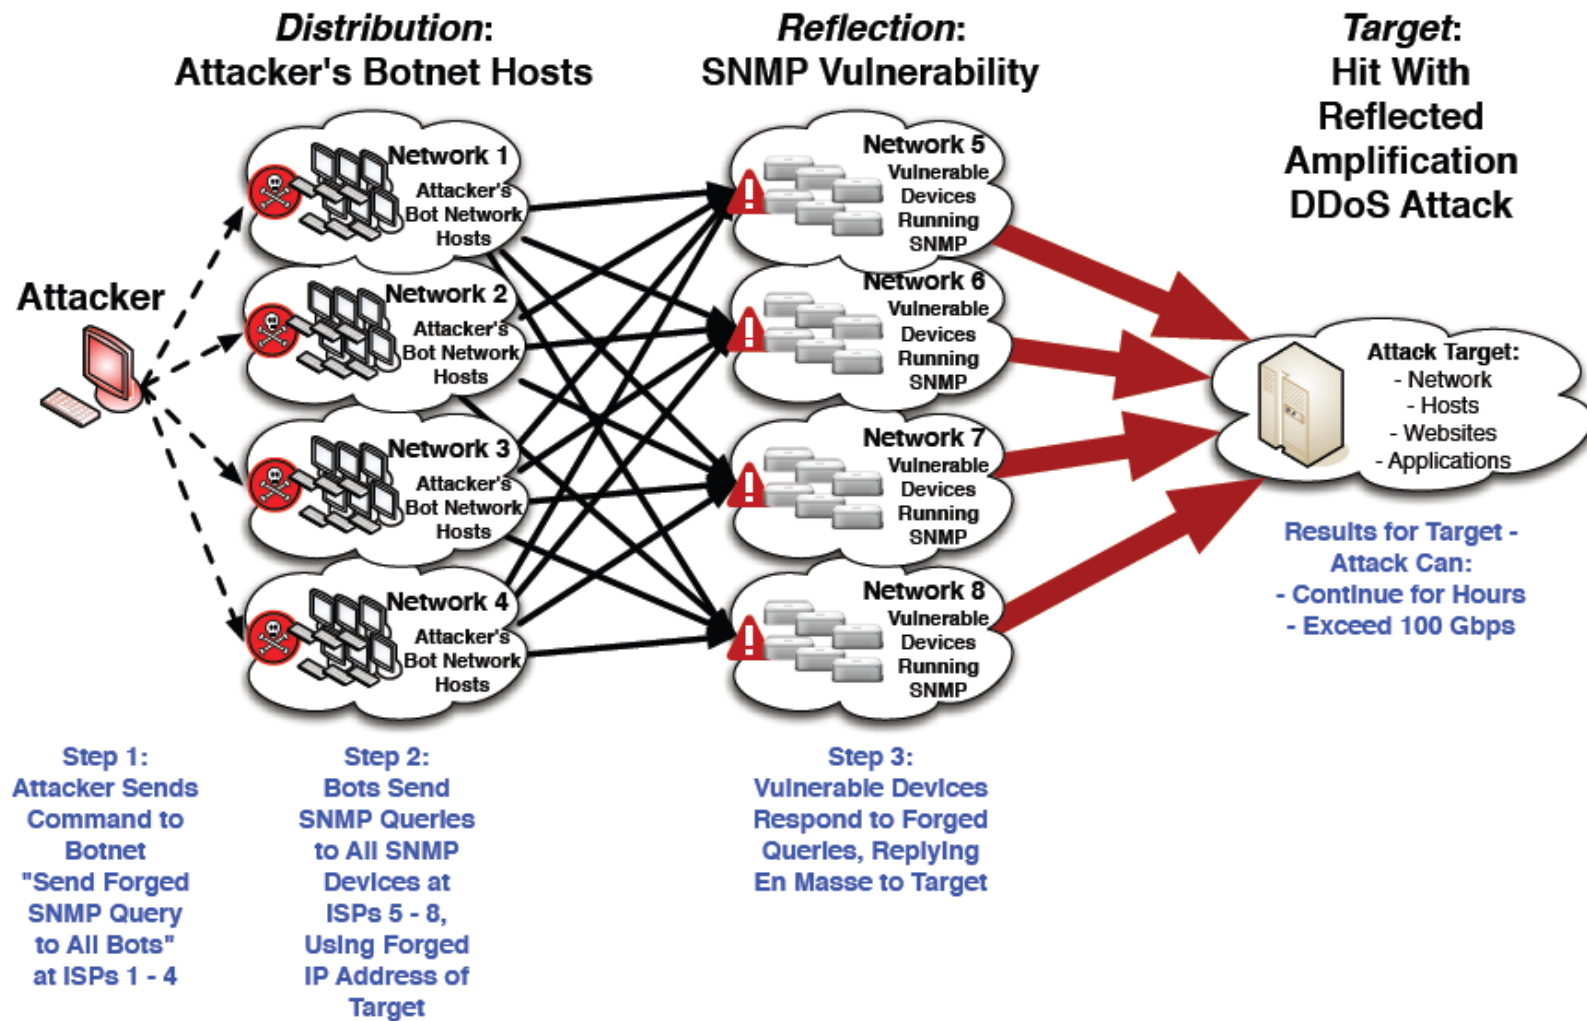 Distribution:
Attacker's Botnet Hosts
Reflection:
SNMP Vulnerability
Target:
Hit With
Reflected
Amplification
DDoS Attack
Attacker
Network 1
Attacker's
Bot Network
Hosts
Network 2
Attacker's
Bot Network
Hosts
Network 3
Attacker's
Bot Network
Hosts
Network 4
Attacker's
Bot Network
Hosts
Network 5
Vulnerable
Devices
Running
SNMP
Network 6
Vulnerable
Devices
Running
SNMP
Network 7
Vulnerable
Devices
Running
SNMP
Network 8
Vulnerable
Devices
Running
SNMP
Attack Target:
- Network
- Hosts
- Websites
- Applications
Results for Target -
Attack Can:
- Continue for Hours
- Exceed 100 Gbps
Step 1:
Attacker Sends
Command to
Botnet
"Send Forged
SNMP Query
to All Bots"
at ISPs 1 - 4
Step 2:
Bots Send
SNMP Queries
to All SNMP
Devices at
ISPs 5 - 8,
Using Forged
IP Address of
Target
Step 3:
Vulnerable Devices
Respond to Forged
Queries, Replying
En Masse to Target